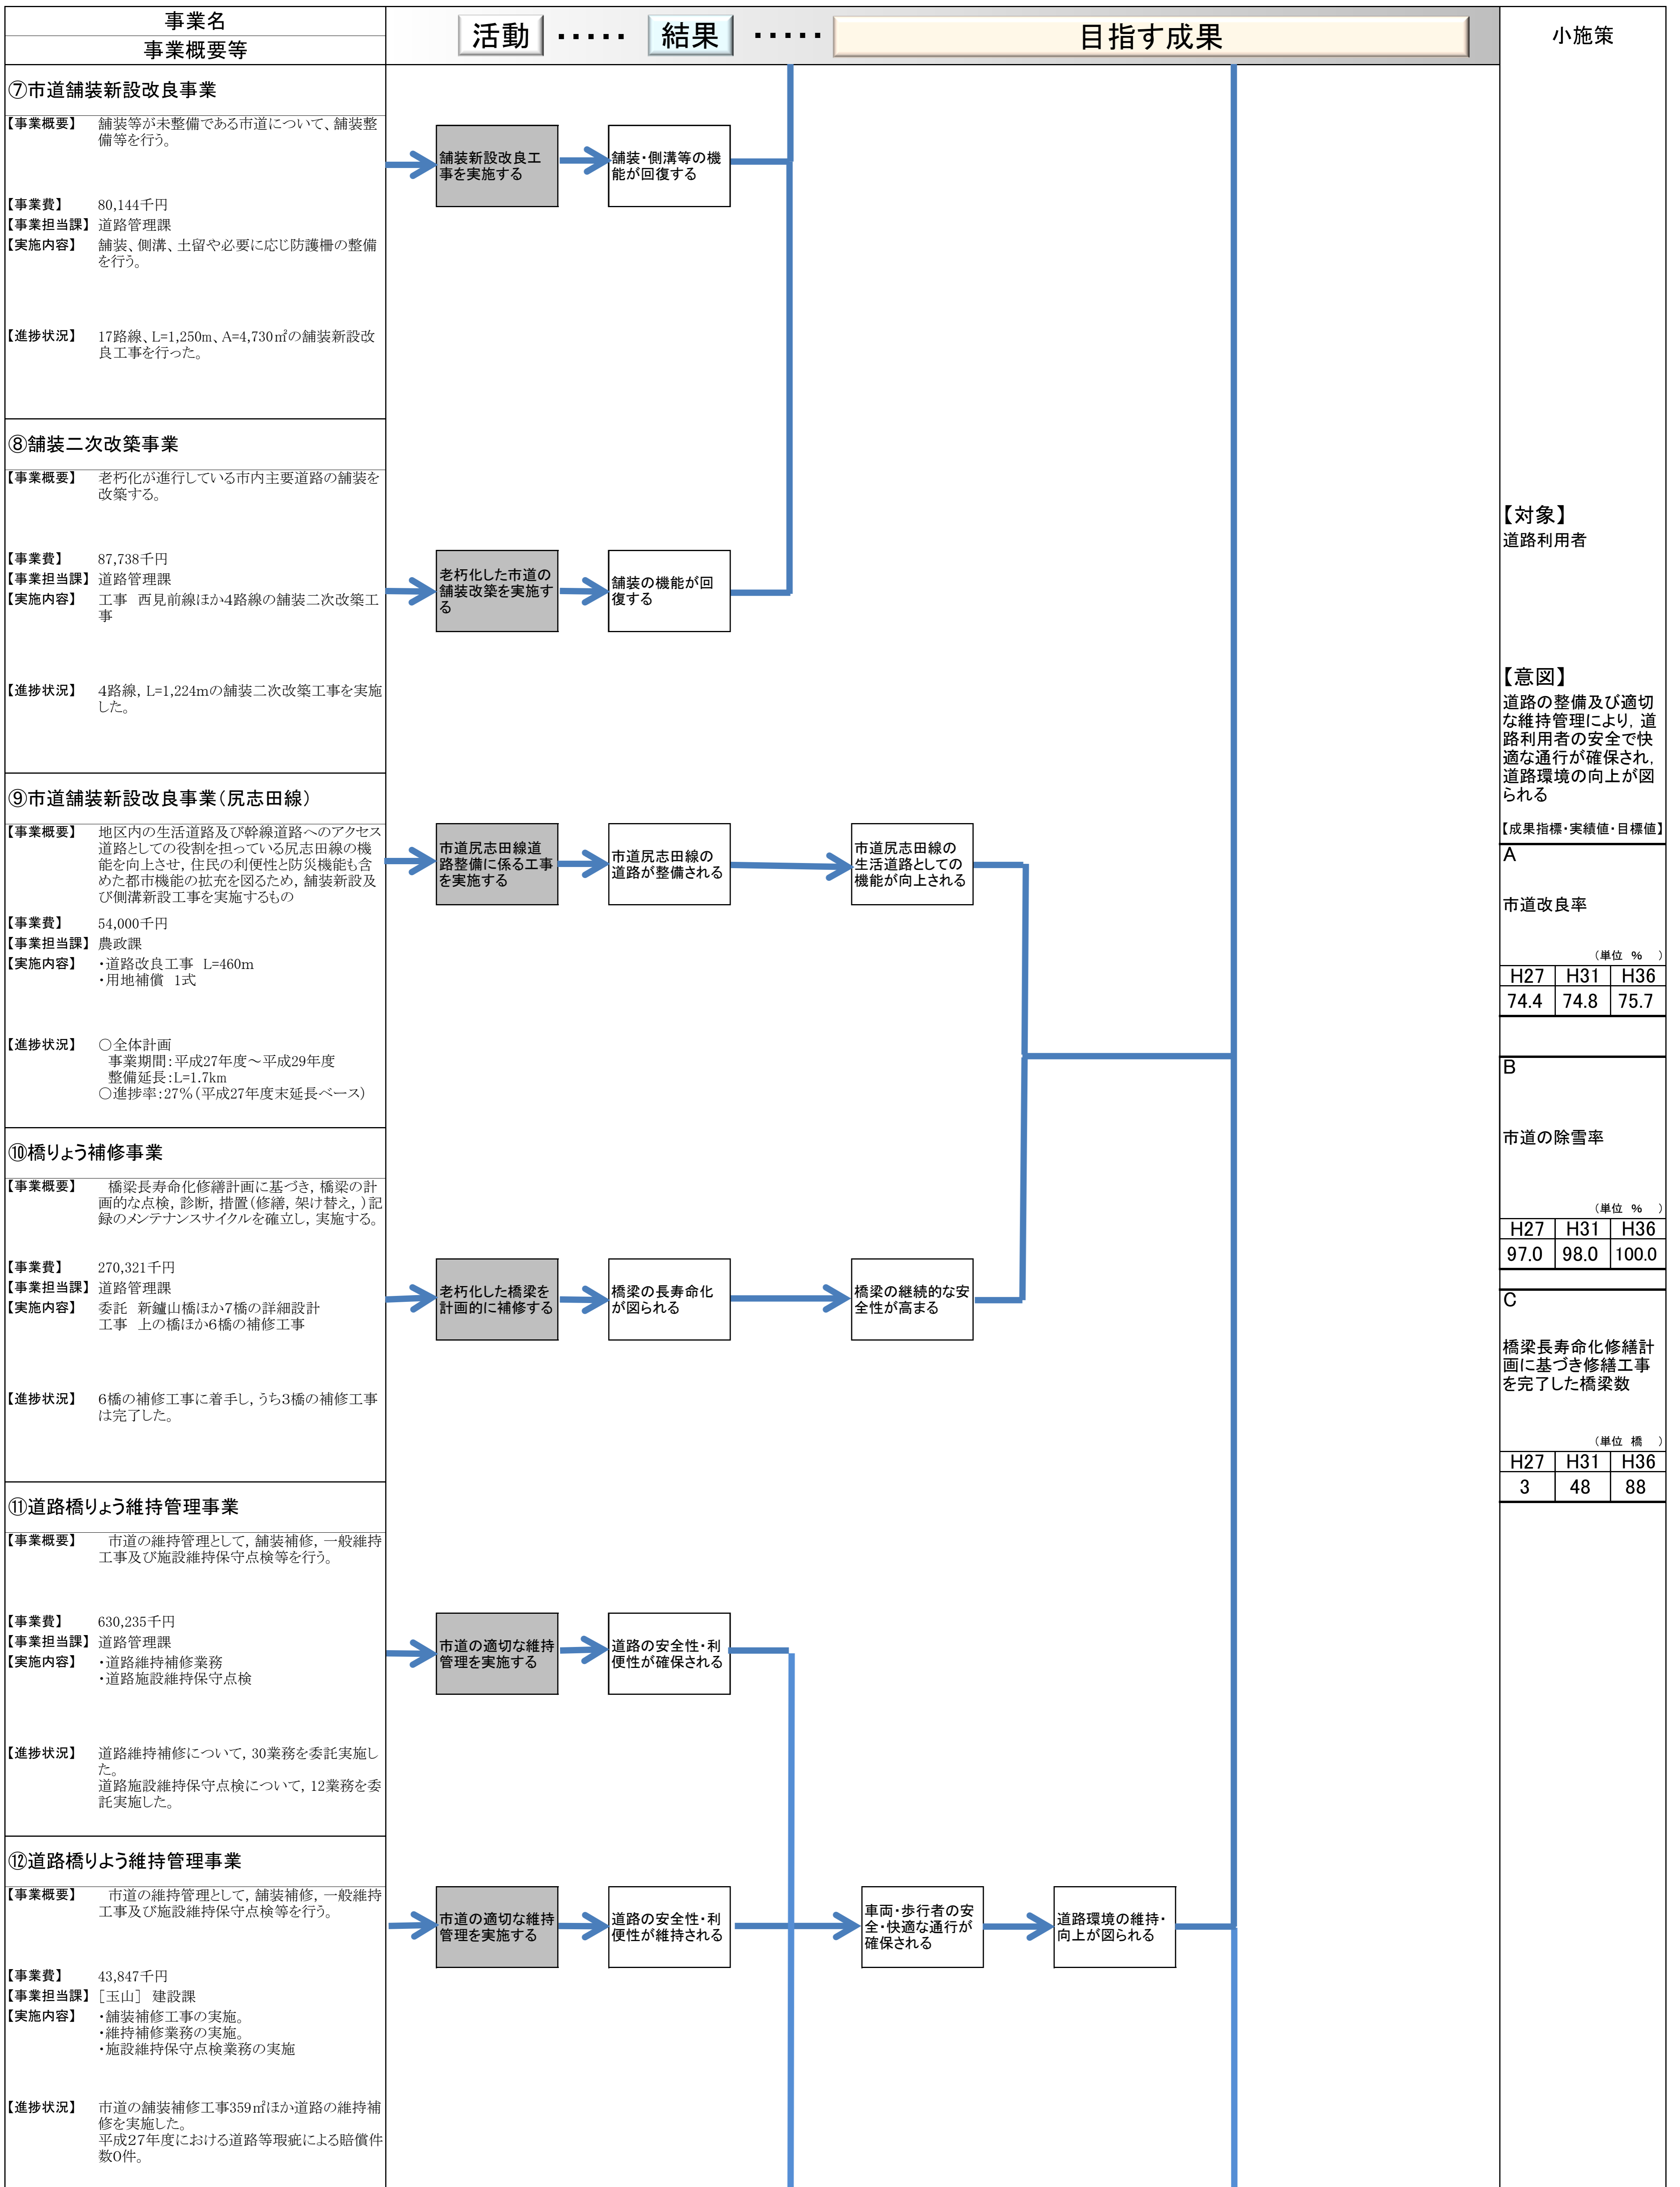 事業名
事業概要等
活動 ・・・・・ 結果 ・・・・・ 目指す成果
小施策
⑦市道舗装新設改良事業
【事業概要】 舗装等が未整備である市道について、舗装整
備等を行う。
【事業費】 80,144千円
【事業担当課】 道路管理課
【実施内容】 舗装、側溝、土留や必要に応じ防護柵の整備
を行う。
【進捗状況】 17路線、L=1,250m、A=4,730㎡の舗装新設改
良工事を行った。
舗装新設改良工
事を実施する
舗装・側溝等の機
能が回復する
⑧舗装二次改築事業
【事業概要】 老朽化が進行している市内主要道路の舗装を
改築する。
【事業費】 87,738千円
【事業担当課】 道路管理課
【実施内容】 工事 西見前線ほか4路線の舗装二次改築工
事
【進捗状況】 4路線，L=1,224mの舗装二次改築工事を実施
した。
老朽化した市道の
舗装改築を実施す
る
舗装の機能が回
復する
⑨市道舗装新設改良事業（尻志田線）
【事業概要】 地区内の生活道路及び幹線道路へのアクセス
道路としての役割を担っている尻志田線の機
能を向上させ，住民の利便性と防災機能も含
めた都市機能の拡充を図るため，舗装新設及
び側溝新設工事を実施するもの
【事業費】 54,000千円
【事業担当課】 農政課
【実施内容】 ・道路改良工事 L=460m
・用地補償 1式
【進捗状況】 ○全体計画
事業期間：平成27年度～平成29年度
整備延長：L=1.7km
○進捗率：27％（平成27年度末延長ベース）
市道尻志田線道
路整備に係る工事
を実施する
市道尻志田線の
道路が整備される
市道尻志田線の
生活道路としての
機能が向上される
⑩橋りょう補修事業
【事業概要】 橋梁長寿命化修繕計画に基づき，橋梁の計
画的な点検，診断，措置（修繕，架け替え，）記
録のメンテナンスサイクルを確立し，実施する。
【事業費】 270,321千円
【事業担当課】 道路管理課
【実施内容】 委託 新鑪山橋ほか7橋の詳細設計
工事 上の橋ほか6橋の補修工事
【進捗状況】 6橋の補修工事に着手し，うち3橋の補修工事
は完了した。
老朽化した橋梁を
計画的に補修する
橋梁の長寿命化
が図られる
橋梁の継続的な安
全性が高まる
⑪道路橋りょう維持管理事業
【事業概要】 市道の維持管理として，舗装補修，一般維持
工事及び施設維持保守点検等を行う。
【事業費】 630,235千円
【事業担当課】 道路管理課
【実施内容】 ・道路維持補修業務
・道路施設維持保守点検
【進捗状況】 道路維持補修について，30業務を委託実施し
た。
道路施設維持保守点検について，12業務を委
託実施した。
市道の適切な維持
管理を実施する
道路の安全性・利
便性が確保される
⑫道路橋りよう維持管理事業
【事業概要】 市道の維持管理として，舗装補修，一般維持
工事及び施設維持保守点検等を行う。
【事業費】 43,847千円
【事業担当課】 ［玉山］ 建設課
【実施内容】 ・舗装補修工事の実施。
・維持補修業務の実施。
・施設維持保守点検業務の実施
【進捗状況】 市道の舗装補修工事359㎡ほか道路の維持補
修を実施した。
平成27年度における道路等瑕疵による賠償件
数0件。
市道の適切な維持
管理を実施する
道路の安全性・利
便性が維持される
車両・歩行者の安
全・快適な通行が
確保される
道路環境の維持・
向上が図られる
【対象】
道路利用者
【意図】
道路の整備及び適切
な維持管理により，道
路利用者の安全で快
適な通行が確保され，
道路環境の向上が図
られる
【成果指標・実績値・目標値】
A
市道改良率
（単位 % ）
H27 H31 H36
74.4 74.8 75.7
B
市道の除雪率
（単位 % ）
H27 H31 H36
97.0 98.0 100.0
C
橋梁長寿命化修繕計
画に基づき修繕工事
を完了した橋梁数
（単位 橋 ）
H27 H31 H36
3 48 88